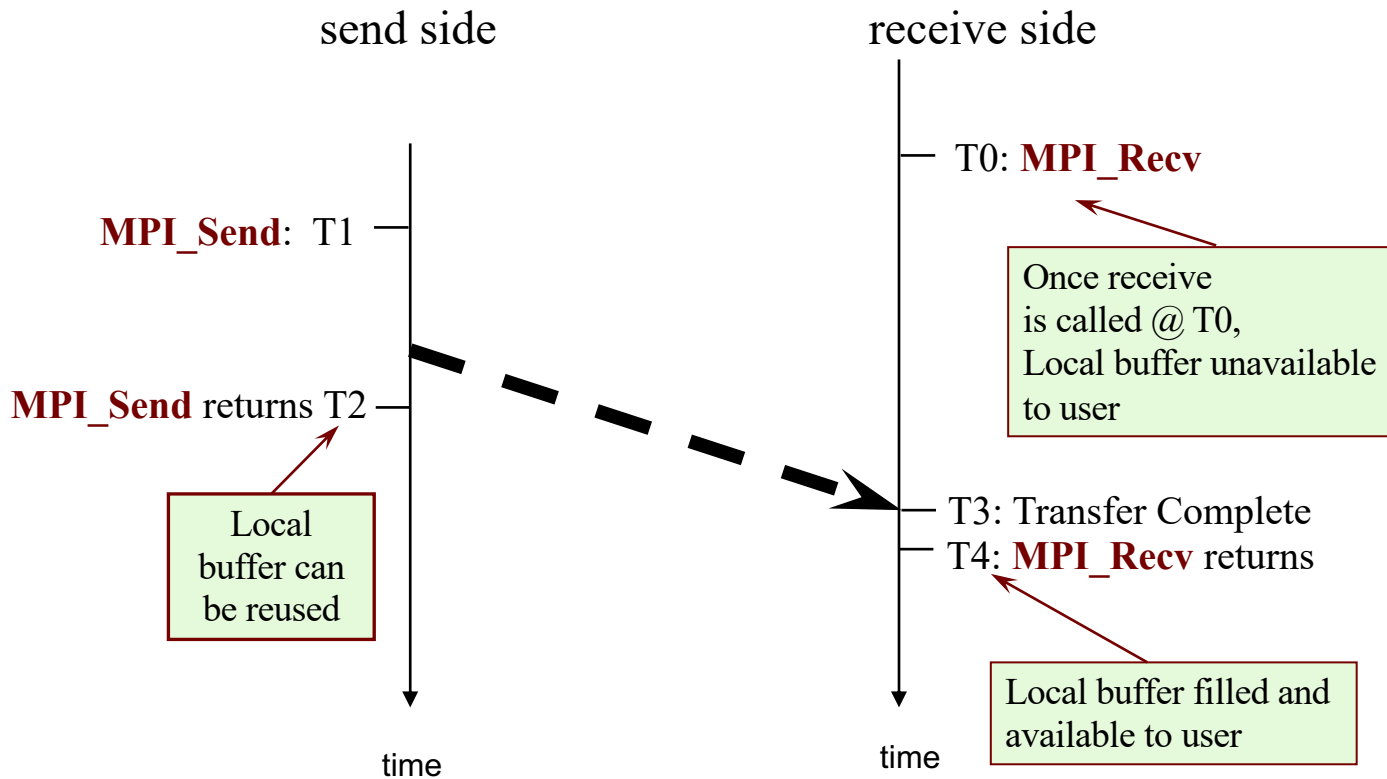 send side
receive side
T0: MPI_Recv
MPI_Send:  T1
Once receive
is called @ T0,
Local buffer unavailable
to user
MPI_Send returns T2
Local
buffer can
be reused
T3: Transfer Complete
T4: MPI_Recv returns
Local buffer filled and
available to user
time
time